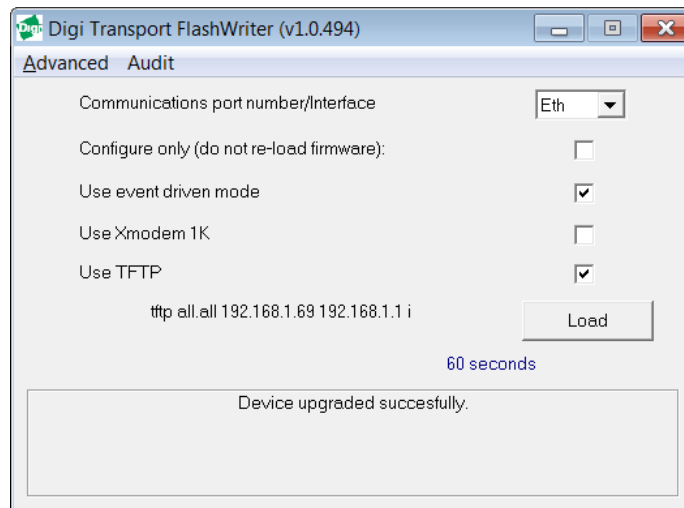 Digi Digi Transport FlashWriter (v1.0.494)
Advanced Audit
Communications port number/Interface Eth
Configure only (do not re-load firmware):
Use event driven mode
Use Xmodem 1K
Use TFTP
tftp all.all 192.168.1.69 192.168.1.1 i Load
60 seconds
Device upgraded succesfully.